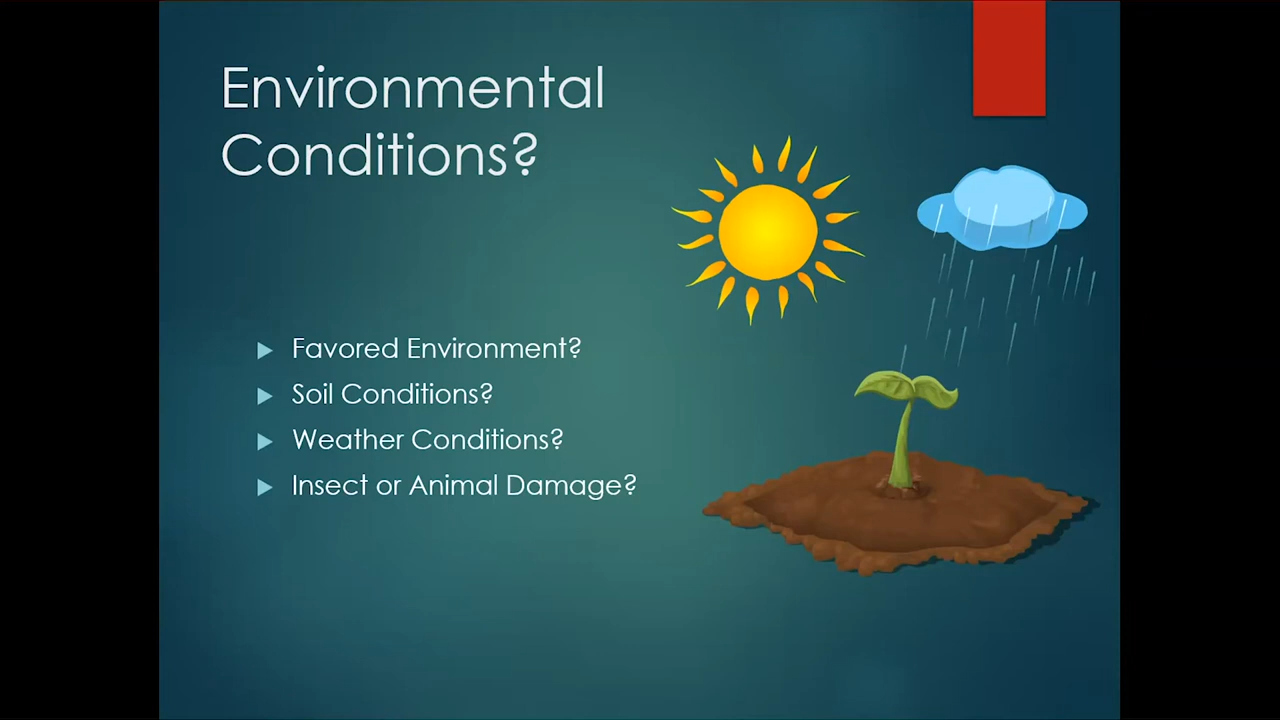 Environmental
Conditions?
Favored Environment?
Soil Conditions?
Weather Conditions?
Insect or Animal Damage?